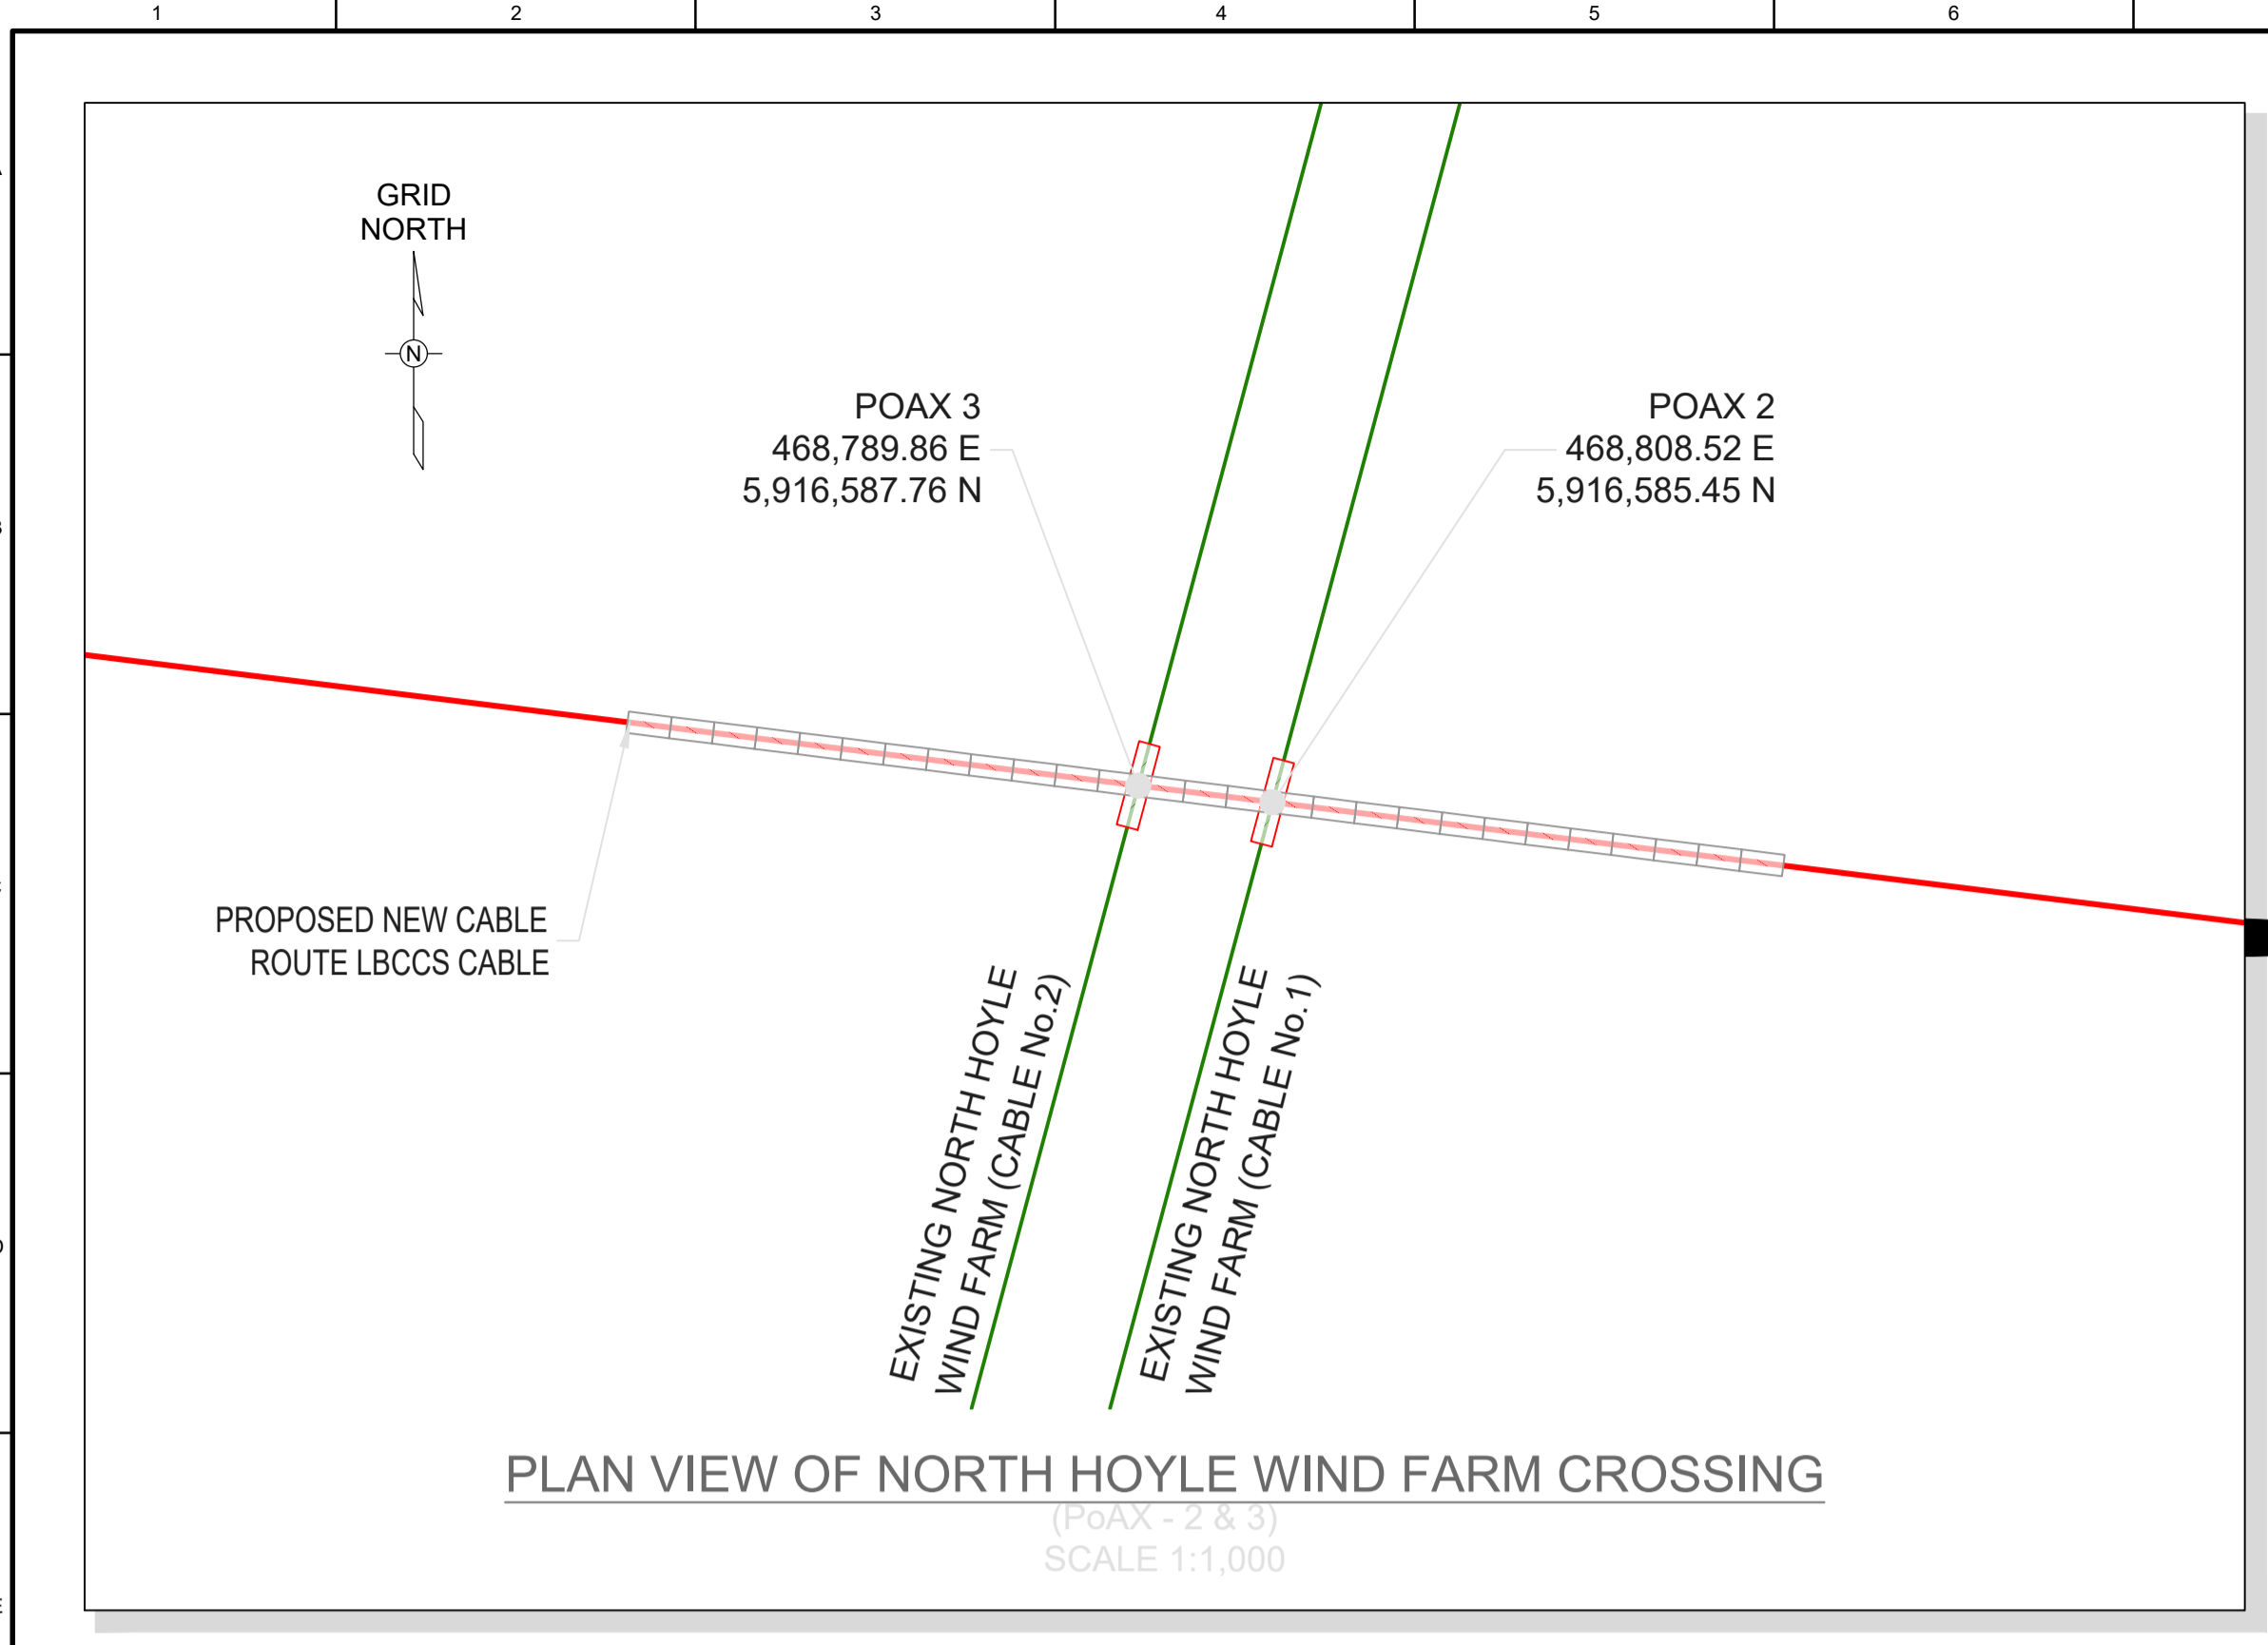 1 2 3 4 5 6
GRID
NORTH
N
POAX 3
468,789.86 E
5,916,587.76 N
POAX 2
468,808.52 E
5,916,585.45 N
PROPOSED NEW CABLE
ROUTE LBCCS CABLE
EXISTING NORTH HOYLE
WIND FARM (CABLE No.2)
EXISTING NORTH HOYLE
WIND FARM (CABLE No.1)
PLAN VIEW OF NORTH HOYLE WIND FARM CROSSING
(PoAX - 2 & 3)
SCALE 1:1,000